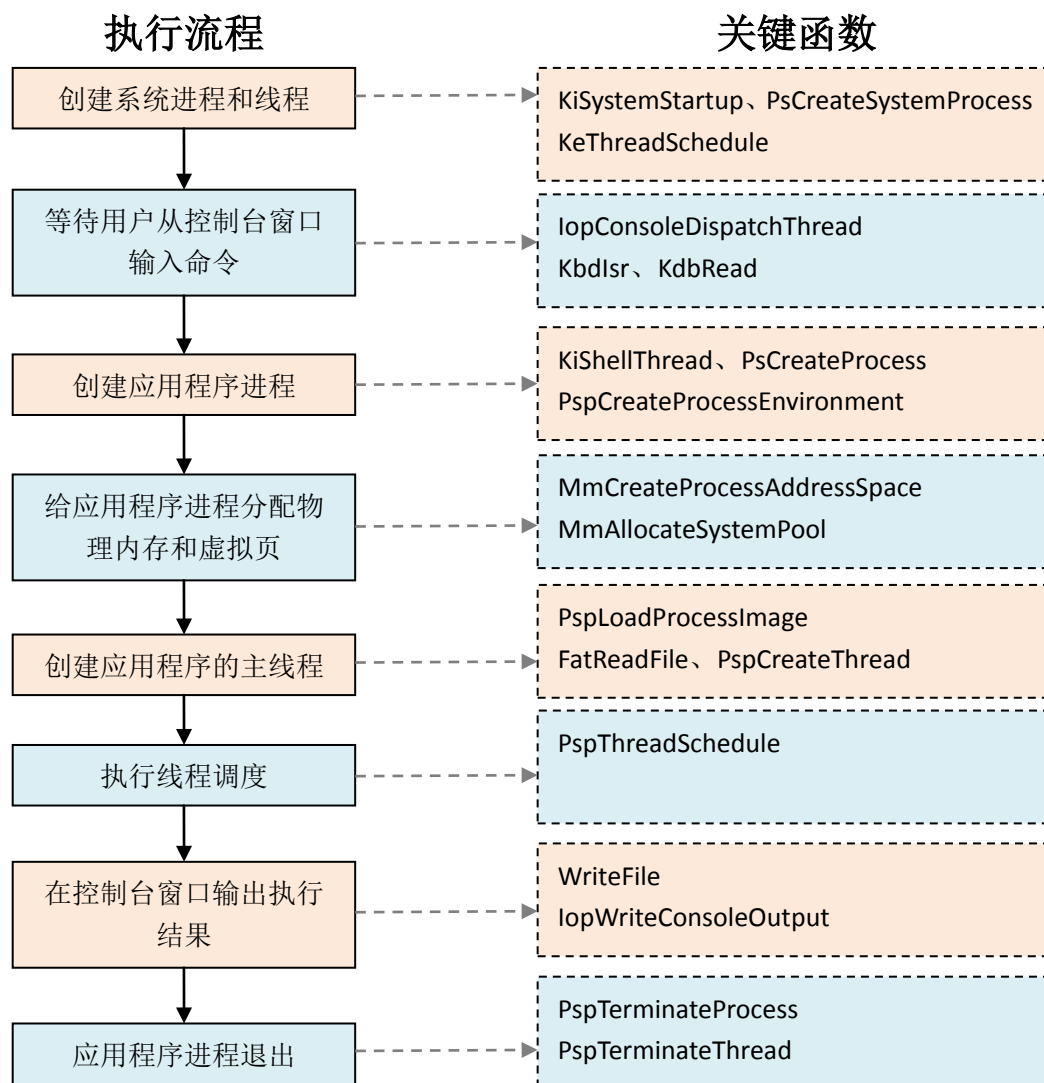 执行流程
关键函数
创建系统进程和线程
KiSystemStartup、PsCreateSystemProcess
KeThreadSchedule
等待用户从控制台窗口
输入命令
IopConsoleDispatchThread
KbdIsr、KdbRead
创建应用程序进程
KiShellThread、PsCreateProcess
PspCreateProcessEnvironment
给应用程序进程分配物
理内存和虚拟页
MmCreateProcessAddressSpace
MmAllocateSystemPool
创建应用程序的主线程
PspLoadProcessImage
FatReadFile、PspCreateThread
执行线程调度
PspThreadSchedule
在控制台窗口输出执行
结果
WriteFile
IopWriteConsoleOutput
应用程序进程退出
PspTerminateProcess
PspTerminateThread